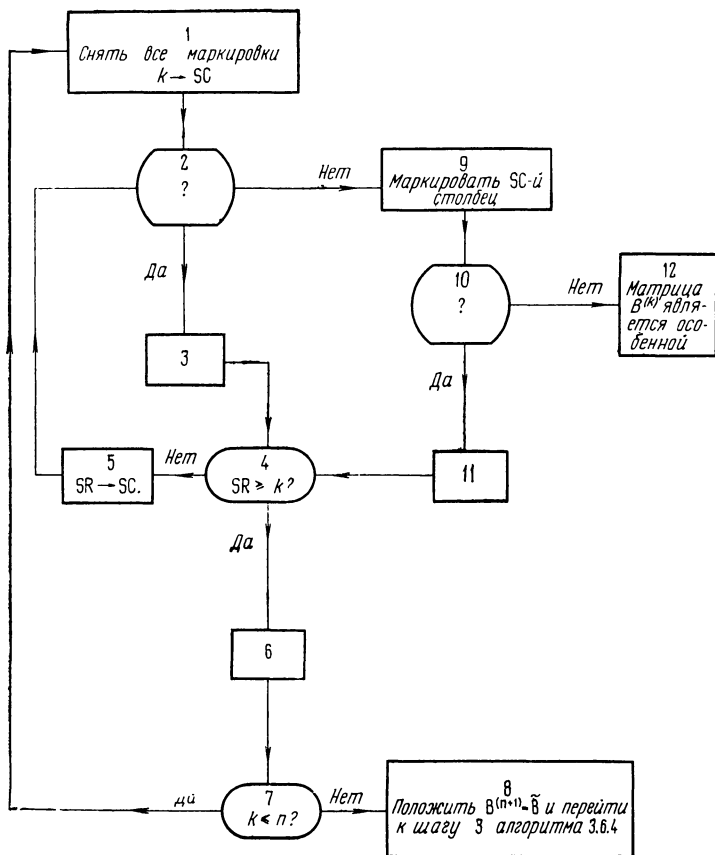 1
Снять все маркировки
k → SC
2
?
Нет
9
Маркировать SC-й
столбец
Да
10
?
Нет
12
Матрица
B^(k) явля-
ется осо-
бенной
3
Да
5
SR → SC.
Нет
4
SR ≥ k?
11
Да
6
7
k ≤ n?
Да
Нет
8
Положить B^(n+1)=B̃ и перейти
к шагу 3 алгоритма 3.6.4